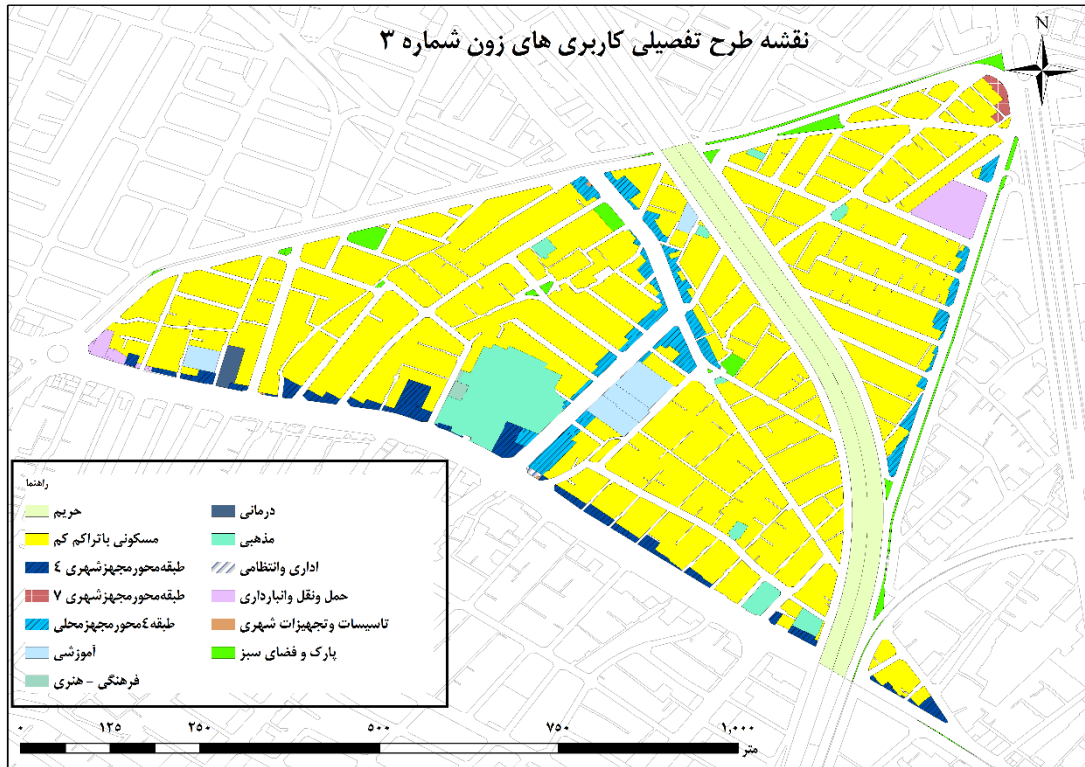 نقشه طرح تفصیلی کاربری های زون شماره ۳
N
راهنما
حریم
مسکونی باتراکم کم
طبقه‌محورمجهزشهری ٤
طبقه‌محورمجهزشهری ۷
طبقه٤محورمجهزمحلی
آموزشی
فرهنگی - هنری
درمانی
مذهبی
اداری وانتظامی
حمل ونقل وانبارداری
تاسیسات وتجهیزات شهری
پارک و فضای سبز
۰ ۱۲۵ ۲۵۰ ۵۰۰ ۷۵۰ ۱,۰۰۰
متر